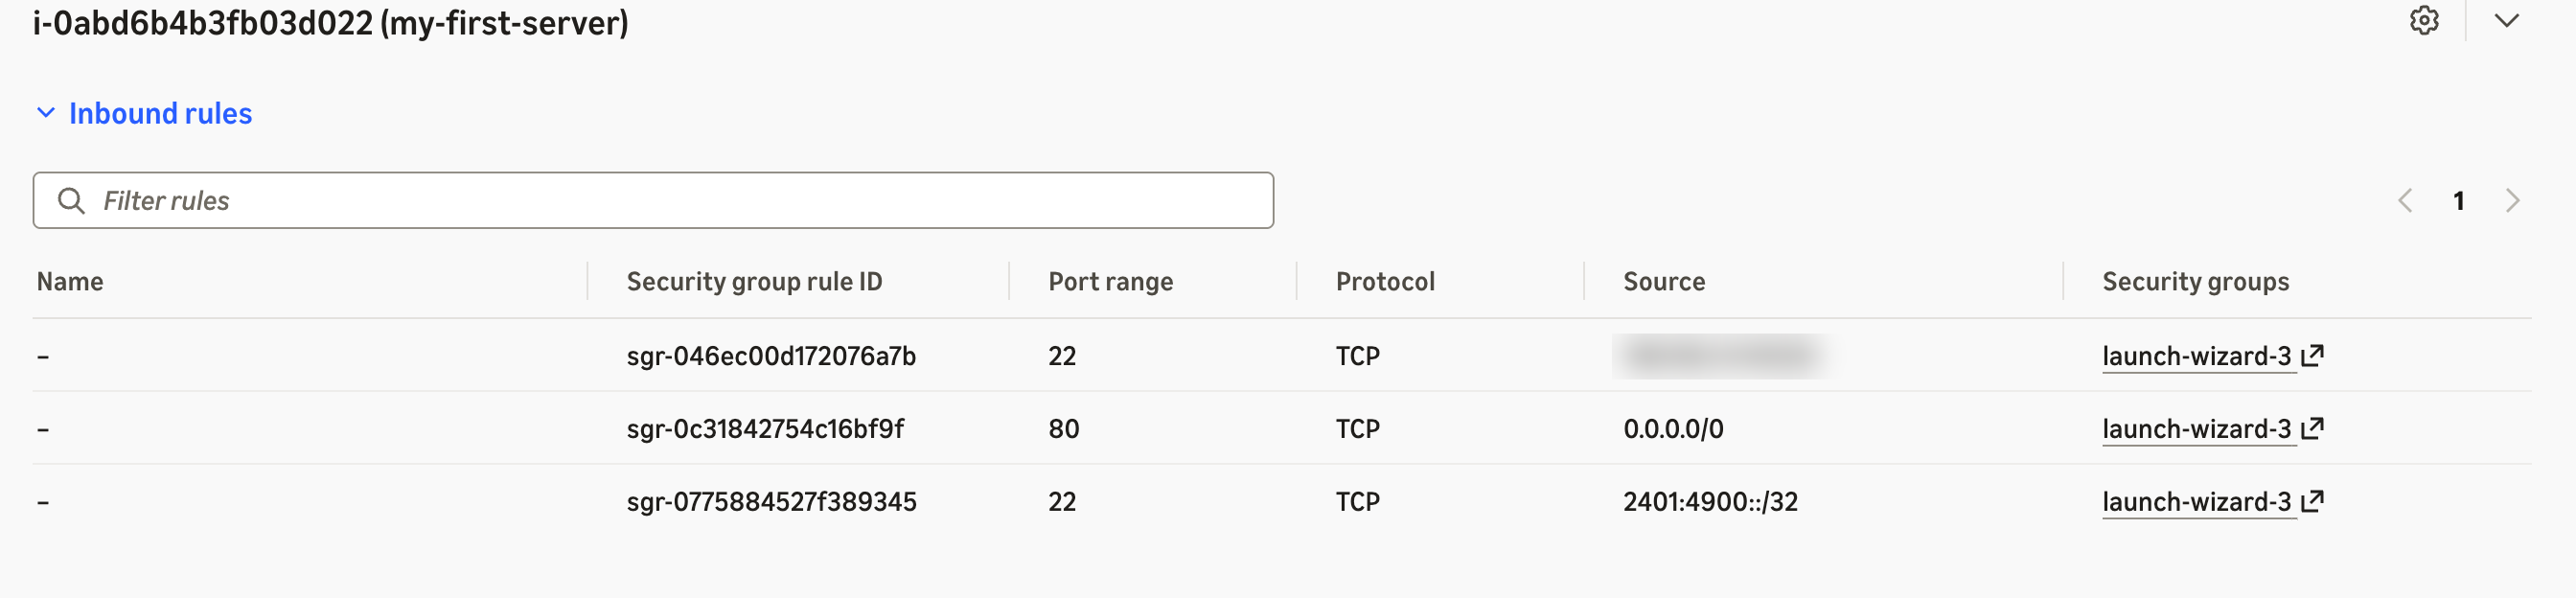 i-0abd6b4b3fb03d022 (my-first-server)
Inbound rules
Filter rules
1
Name Security group rule ID Port range Protocol Source Security groups
– sgr-046ec00d172076a7b 22 TCP launch-wizard-3
– sgr-0c31842754c16bf9f 80 TCP 0.0.0.0/0 launch-wizard-3
– sgr-0775884527f389345 22 TCP 2401:4900::/32 launch-wizard-3